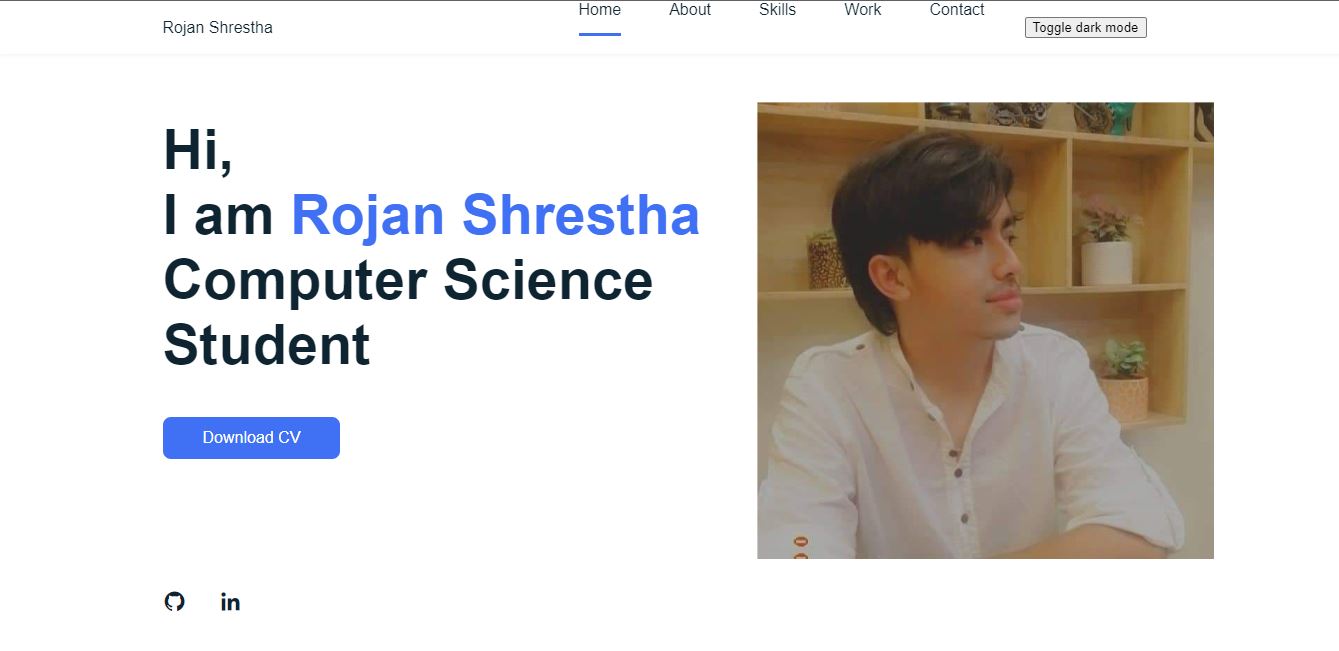 Rojan Shrestha
Home
About
Skills
Work
Contact
Toggle dark mode
Hi,
I am Rojan Shrestha
Computer Science
Student
Download CV
in